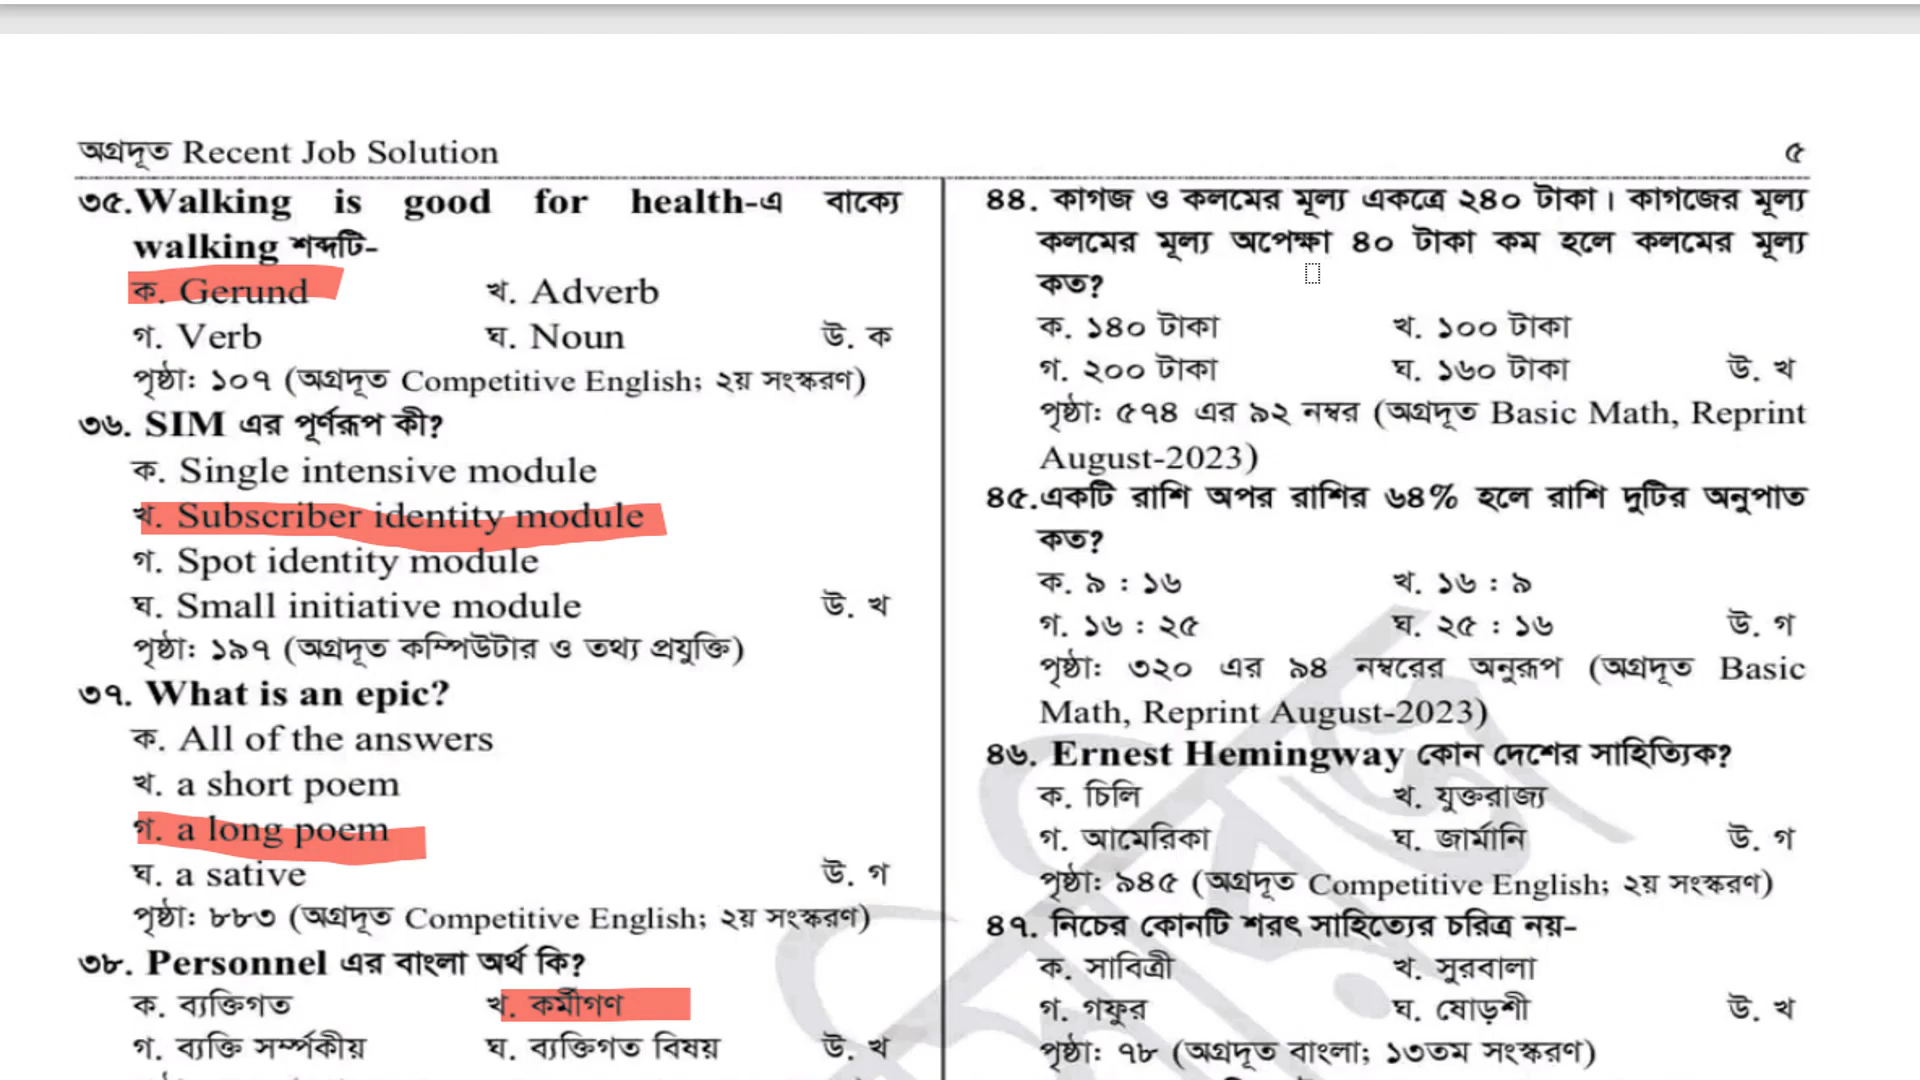 অগ্রদূত Recent Job Solution
৫
৩৫.Walking is good for health-এ বাক্যে
walking শব্দটি-
ক. Gerund খ. Adverb
গ. Verb ঘ. Noun উ. ক
পৃষ্ঠাঃ ১০৭ (অগ্রদূত Competitive English; ২য় সংস্করণ)
৩৬. SIM এর পূর্ণরূপ কী?
ক. Single intensive module
খ. Subscriber identity module
গ. Spot identity module
ঘ. Small initiative module উ. খ
পৃষ্ঠাঃ ১৯৭ (অগ্রদূত কম্পিউটার ও তথ্য প্রযুক্তি)
৩৭. What is an epic?
ক. All of the answers
খ. a short poem
গ. a long poem
ঘ. a sative উ. গ
পৃষ্ঠাঃ ৮৮৩ (অগ্রদূত Competitive English; ২য় সংস্করণ)
৩৮. Personnel এর বাংলা অর্থ কি?
ক. ব্যক্তিগত খ. কর্মীগণ
গ. ব্যক্তি সর্ম্পকীয় ঘ. ব্যক্তিগত বিষয় উ. খ
৪৪. কাগজ ও কলমের মূল্য একত্রে ২৪০ টাকা। কাগজের মূল্য
কলমের মূল্য অপেক্ষা ৪০ টাকা কম হলে কলমের মূল্য
কত?
ক. ১৪০ টাকা খ. ১০০ টাকা
গ. ২০০ টাকা ঘ. ১৬০ টাকা উ. খ
পৃষ্ঠাঃ ৫৭৪ এর ৯২ নম্বর (অগ্রদূত Basic Math, Reprint
August-2023)
৪৫.একটি রাশি অপর রাশির ৬৪% হলে রাশি দুটির অনুপাত
কত?
ক. ৯ : ১৬ খ. ১৬ : ৯
গ. ১৬ : ২৫ ঘ. ২৫ : ১৬ উ. গ
পৃষ্ঠাঃ ৩২০ এর ৯৪ নম্বরের অনুরূপ (অগ্রদূত Basic
Math, Reprint August-2023)
৪৬. Ernest Hemingway কোন দেশের সাহিত্যিক?
ক. চিলি খ. যুক্তরাজ্য
গ. আমেরিকা ঘ. জার্মানি উ. গ
পৃষ্ঠাঃ ৯৪৫ (অগ্রদূত Competitive English; ২য় সংস্করণ)
৪৭. নিচের কোনটি শরৎ সাহিত্যের চরিত্র নয়-
ক. সাবিত্রী খ. সুরবালা
গ. গফুর ঘ. ষোড়শী উ. খ
পৃষ্ঠাঃ ৭৮ (অগ্রদূত বাংলা; ১৩তম সংস্করণ)